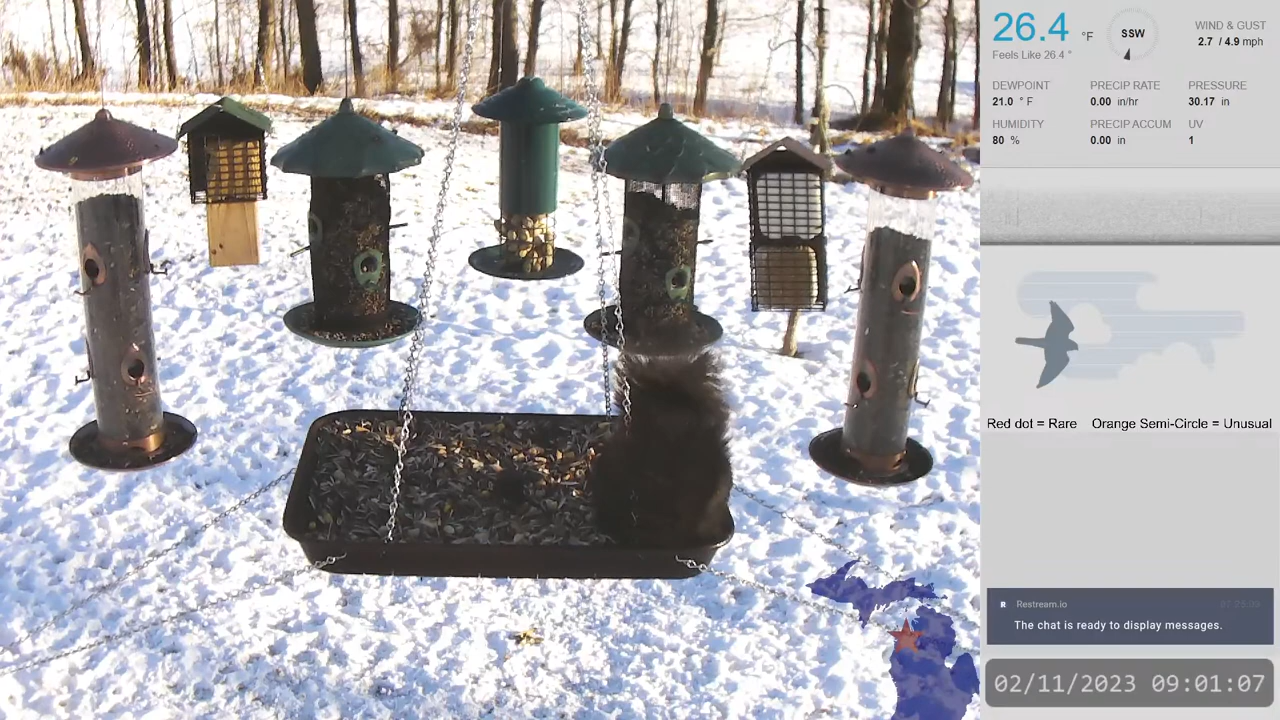 26.4 °F
Feels Like 26.4 °
SSW
WIND & GUST
2.7 / 4.9 mph
DEWPOINT
21.0 ° F
PRECIP RATE
0.00 in/hr
PRESSURE
30.17 in
HUMIDITY
80 %
PRECIP ACCUM
0.00 in
UV
1
Red dot = Rare Orange Semi-Circle = Unusual
R Restream.io
The chat is ready to display messages.
02/11/2023 09:01:07